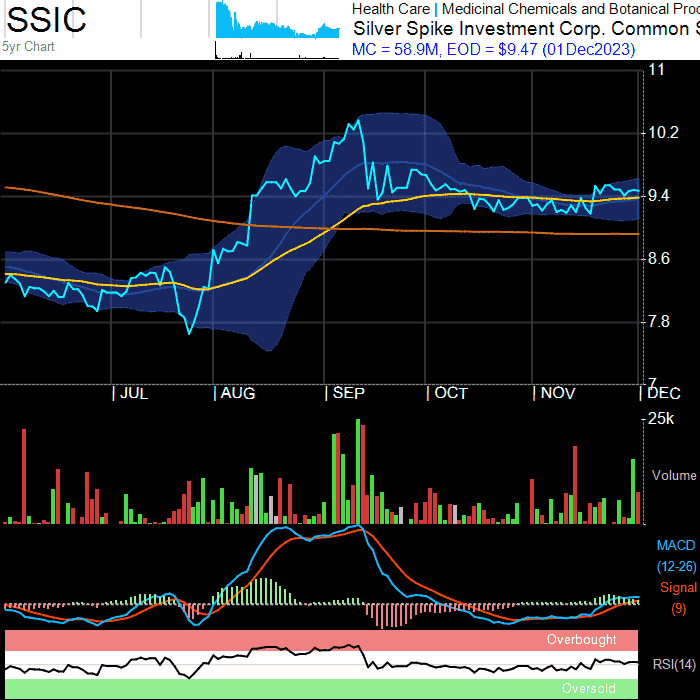 SSIC
5yr Chart
Health Care | Medicinal Chemicals and Botanical Proc
Silver Spike Investment Corp. Common S
MC = 58.9M, EOD = $9.47 (01Dec2023)
11
10.2
9.4
8.6
7.8
7
JUL AUG SEP OCT NOV DEC
25k
Volume
MACD
(12-26)
Signal
(9)
Overbought
RSI(14)
Oversold